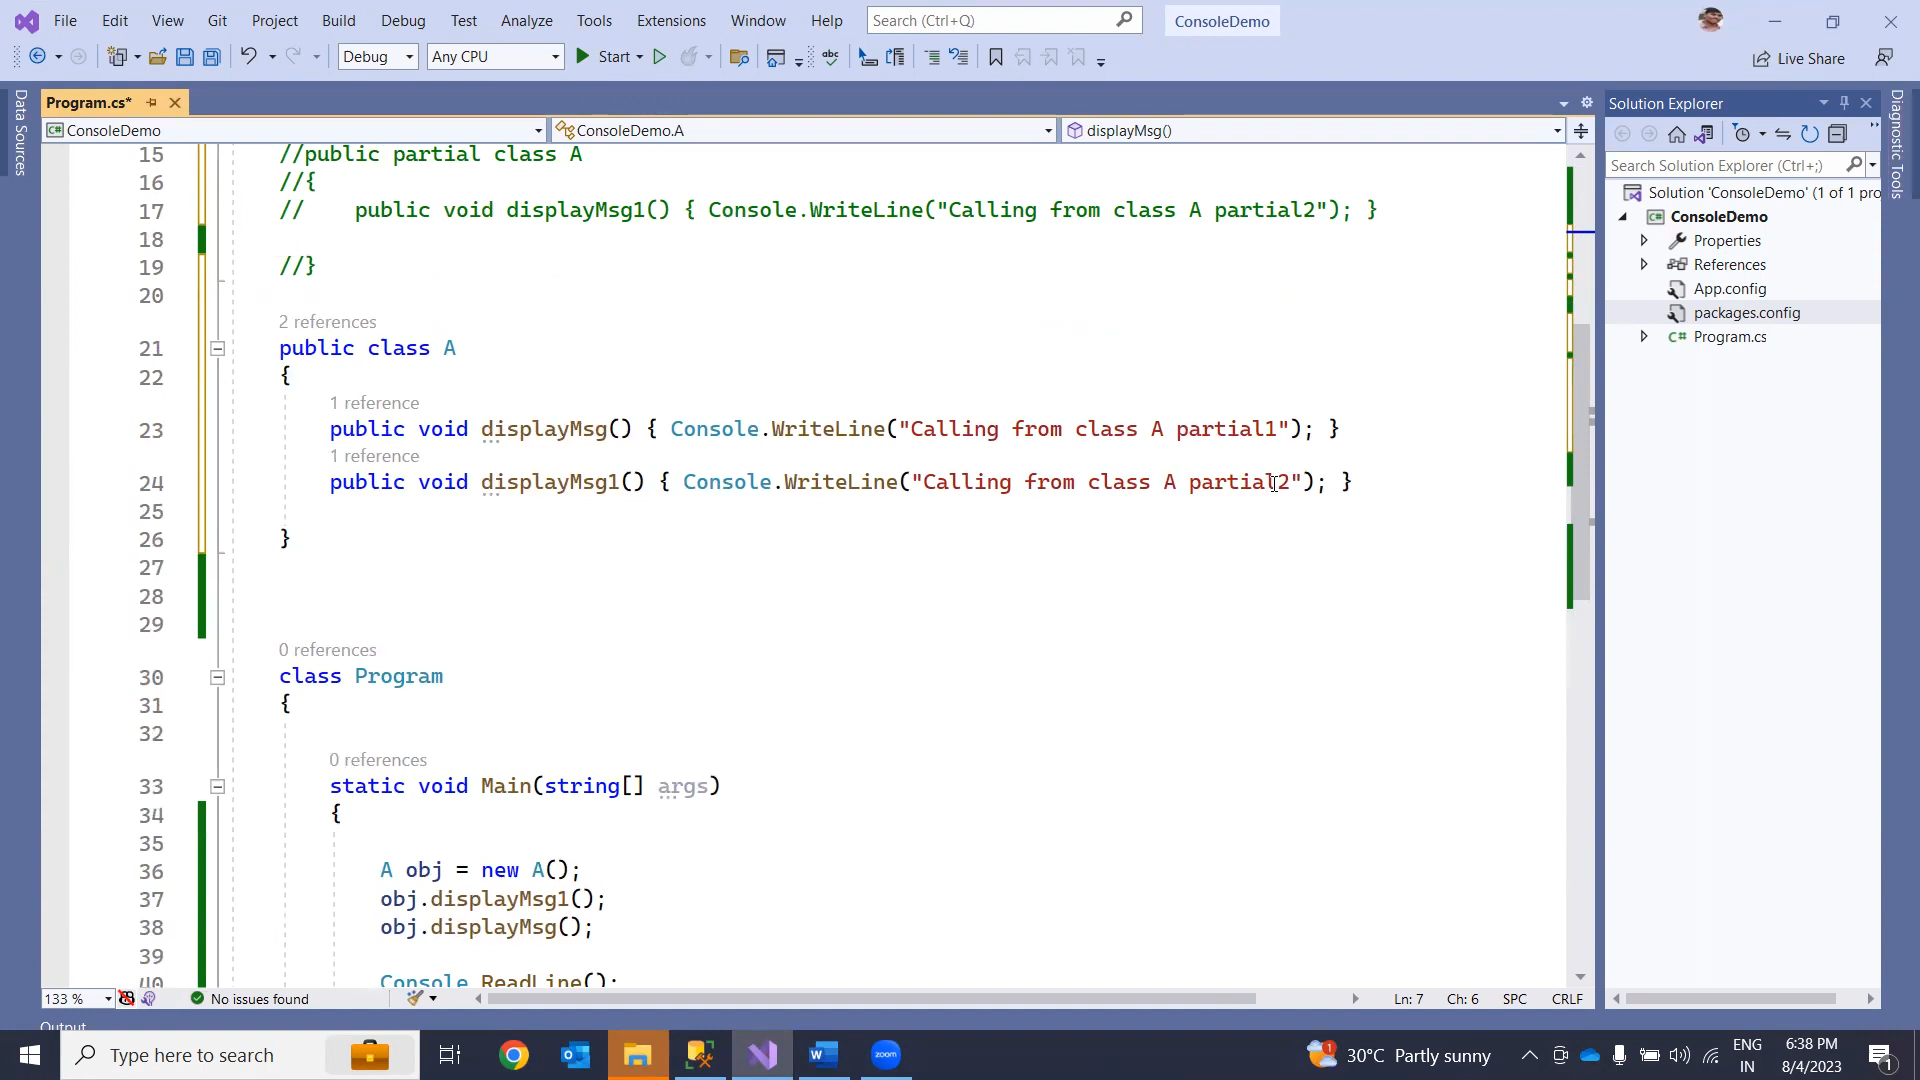 File Edit View Git Project Build Debug Test Analyze Tools Extensions Window Help Search (Ctrl+Q) ConsoleDemo
Debug Any CPU Start Live Share
Data Sources
Program.cs*
ConsoleDemo ConsoleDemo.A displayMsg()
15 //public partial class A
16 //{
17 // public void displayMsg1() { Console.WriteLine("Calling from class A partial2"); }
18
19 //}
20
2 references
21 public class A
22 {
1 reference
23 public void displayMsg() { Console.WriteLine("Calling from class A partial1"); }
1 reference
24 public void displayMsg1() { Console.WriteLine("Calling from class A partial2"); }
25
26 }
27
28
29
0 references
30 class Program
31 {
32
0 references
33 static void Main(string[] args)
34 {
35
36 A obj = new A();
37 obj.displayMsg1();
38 obj.displayMsg();
39
40 Console.ReadLine();
133 % No issues found Ln: 7 Ch: 6 SPC CRLF
Output
Solution Explorer
Search Solution Explorer (Ctrl+;)
Solution 'ConsoleDemo' (1 of 1 pro
ConsoleDemo
Properties
References
App.config
packages.config
C# Program.cs
Diagnostic Tools
Type here to search zoom 30°C Partly sunny
ENG
IN
6:38 PM
8/4/2023
1